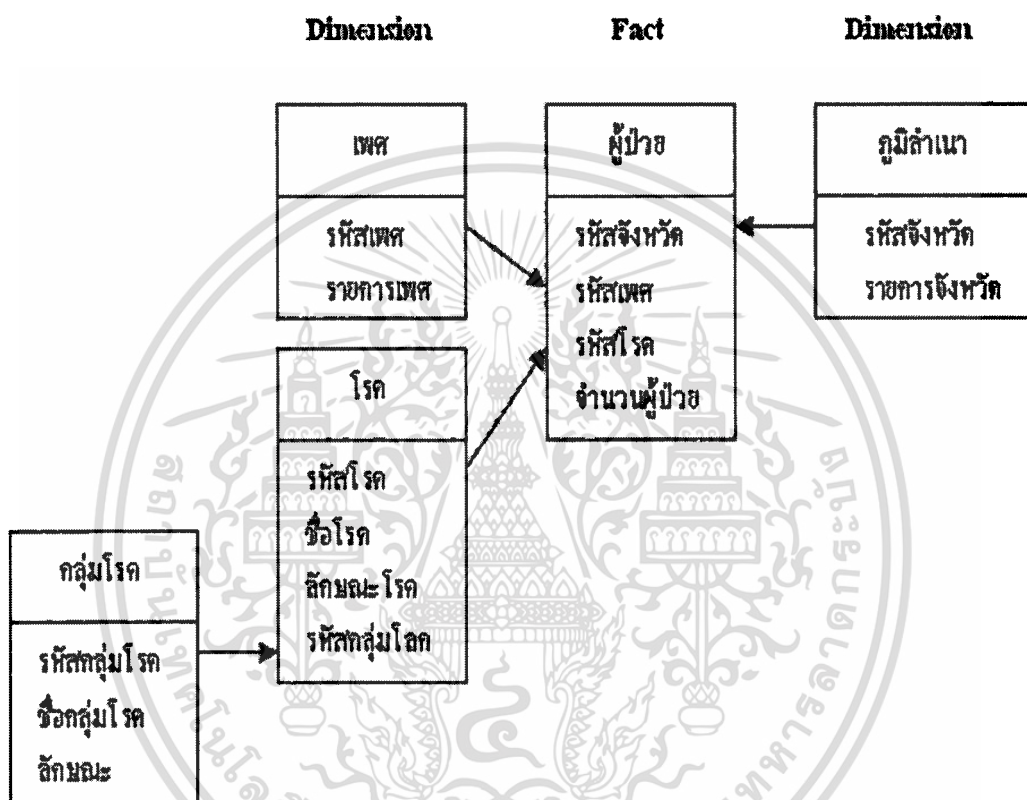 Dimension
Fact
Dimension
เพศ
รหัสเพศ
รายการเพศ
ผู้ป่วย
รหัสจังหวัด
รหัสเพศ
รหัสโรค
จำนวนผู้ป่วย
ภูมิลำเนา
รหัสจังหวัด
รายการจังหวัด
โรค
รหัสโรค
ชื่อโรค
ลักษณะโรค
รหัสกลุ่มโลค
กลุ่มโรค
รหัสกลุ่มโรค
ชื่อกลุ่มโรค
ลักษณะ